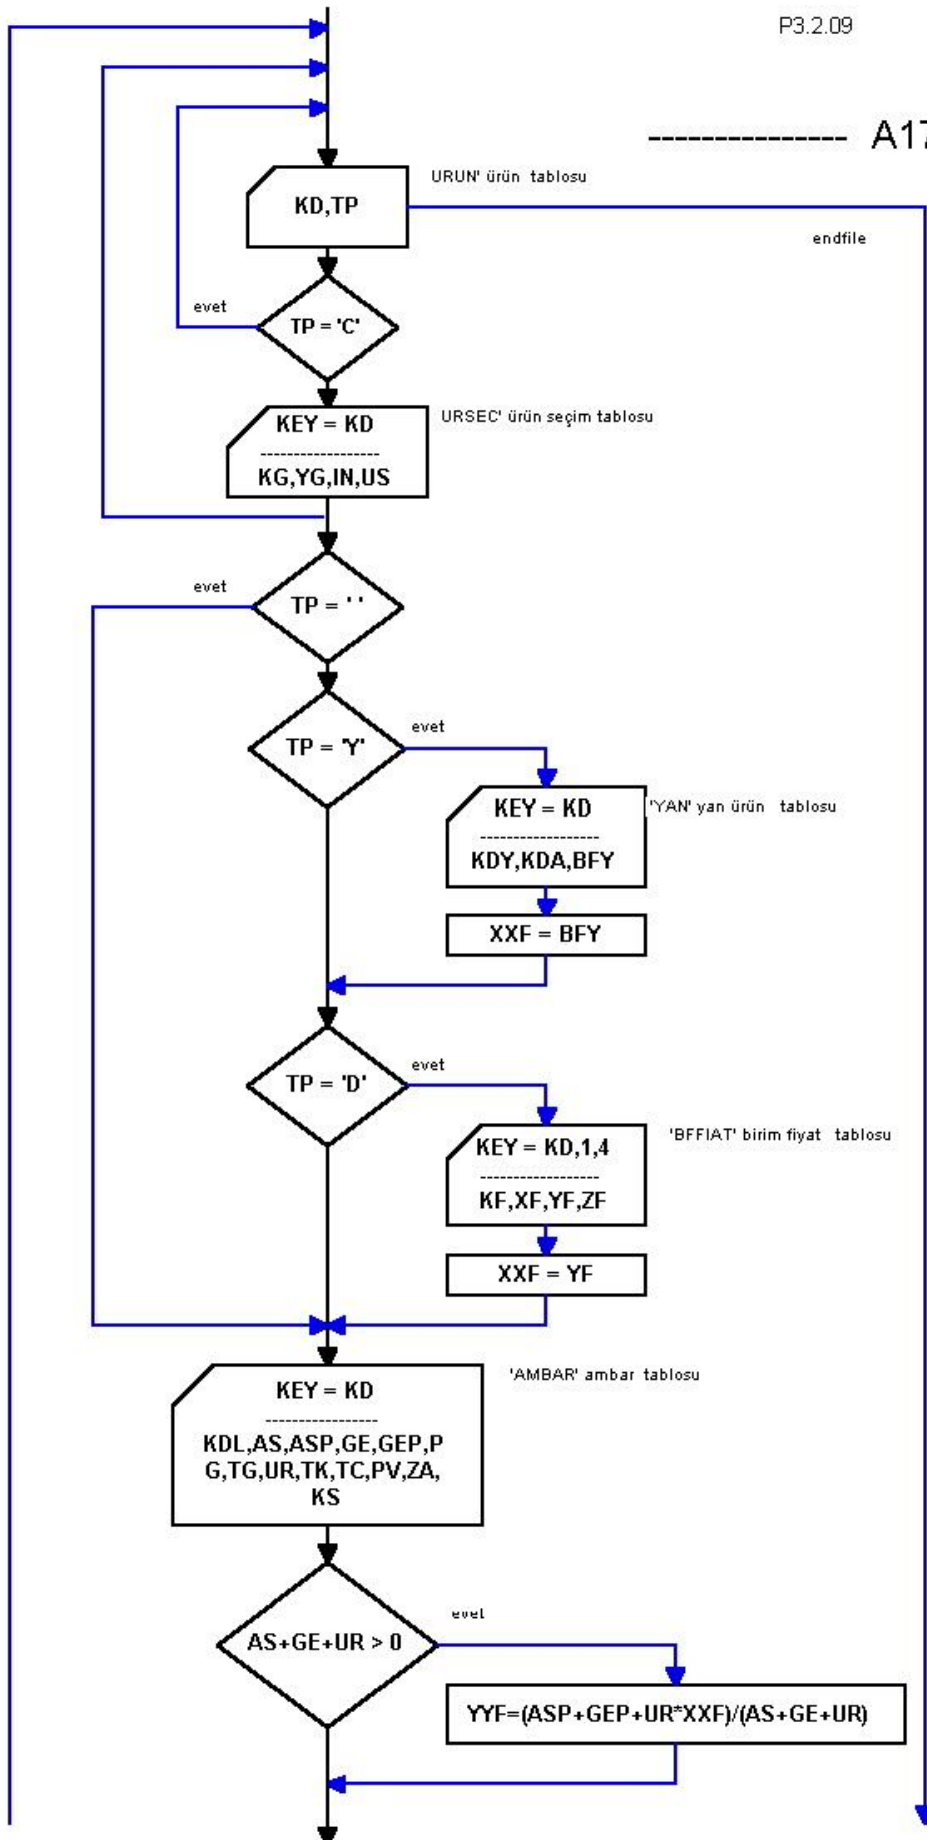 P3.2.09
---------------- A17
URUN' ürün tablosu
KD,TP
endfile
evet
TP = 'C'
URSEC' ürün seçim tablosu
KEY = KD
------------------
KG,YG,IN,US
evet
TP = ' '
evet
TP = 'Y'
'YAN' yan ürün tablosu
KEY = KD
------------------
KDY,KDA,BFY
XXF = BFY
evet
TP = 'D'
'BFFIAT' birim fiyat tablosu
KEY = KD,1,4
------------------
KF,XF,YF,ZF
XXF = YF
'AMBAR' ambar tablosu
KEY = KD
-----------------
KDL,AS,ASP,GE,GEP,P
G,TG,UR,TK,TC,PV,ZA,
KS
evet
AS+GE+UR > 0
YYF=(ASP+GEP+UR*XXF)/(AS+GE+UR)